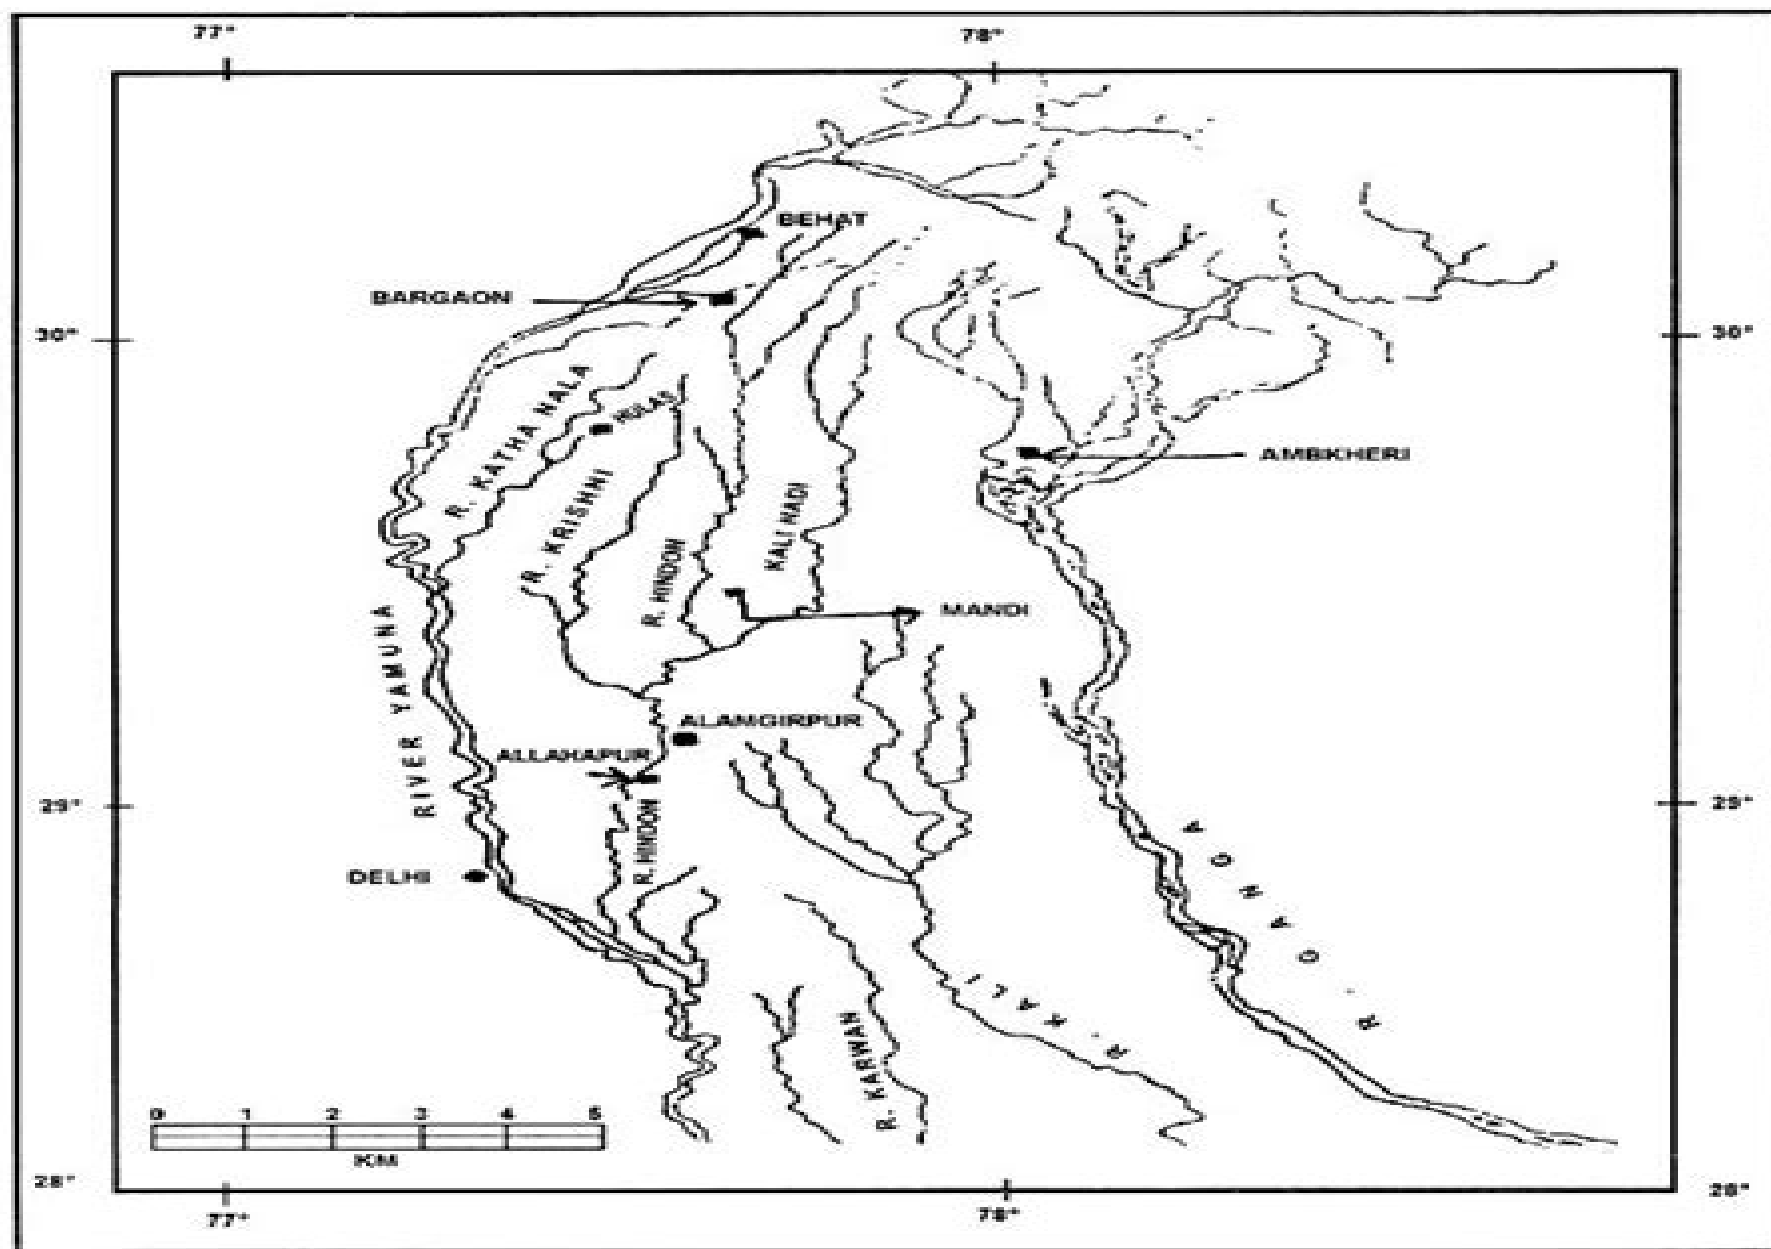 77°
78°
BEHAT
BARGAON
30°
30°
R. KATHA NALA
HULAS
AMBKHERI
R. KRISHNI
R. HINDON
KALI NADI
MANDI
RIVER YAMUNA
ALAMGIRPUR
ALLAHAPUR
29°
29°
R. HINDON
DELHI
GANGA R.
R. KALI
R. KARWAN
0 1 2 3 4 5
KM
28°
28°
77°
78°